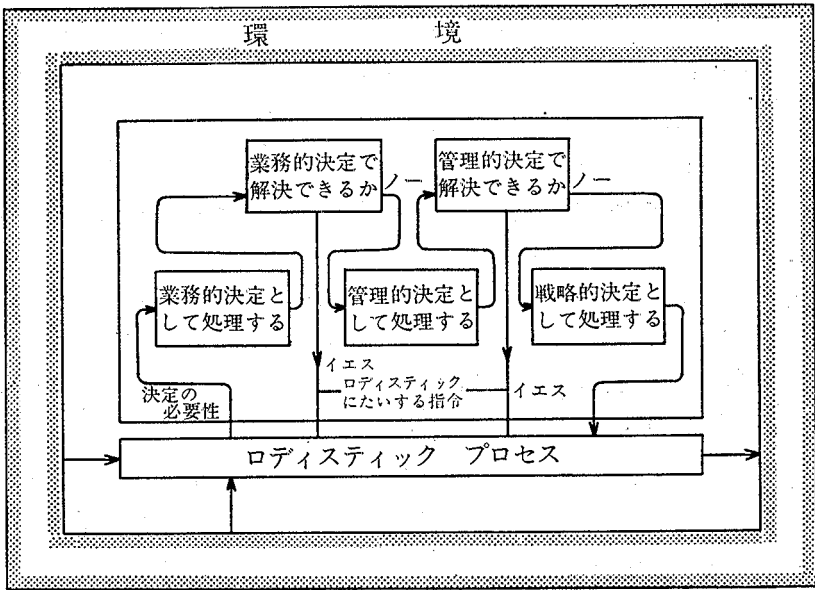 環境
業務的決定で
解決できるか
ノー
管理的決定で
解決できるか
ノー
業務的決定と
して処理する
管理的決定と
して処理する
戦略的決定と
して処理する
イエス
ロディスティック
にたいする指令
イエス
決定の
必要性
ロディスティック プロセス